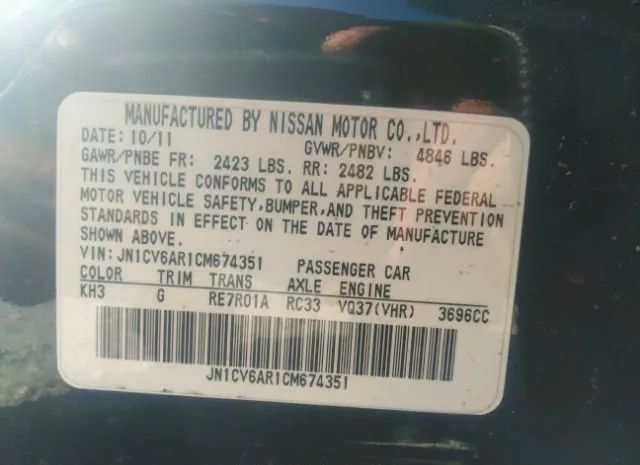 MANUFACTURED BY NISSAN MOTOR CO.,LTD.
DATE: 10/11 GVWR/PNBV: 4846 LBS.
GAWR/PNBE FR: 2423 LBS. RR: 2482 LBS.
THIS VEHICLE CONFORMS TO ALL APPLICABLE FEDERAL
MOTOR VEHICLE SAFETY,BUMPER,AND THEFT PREVENTION
STANDARDS IN EFFECT ON THE DATE OF MANUFACTURE
SHOWN ABOVE.
VIN: JN1CV6AR1CM674351 PASSENGER CAR
COLOR TRIM TRANS AXLE ENGINE
KH3 G RE7R01A RC33 VQ37(VHR) 3696CC
JN1CV6AR1CM674351